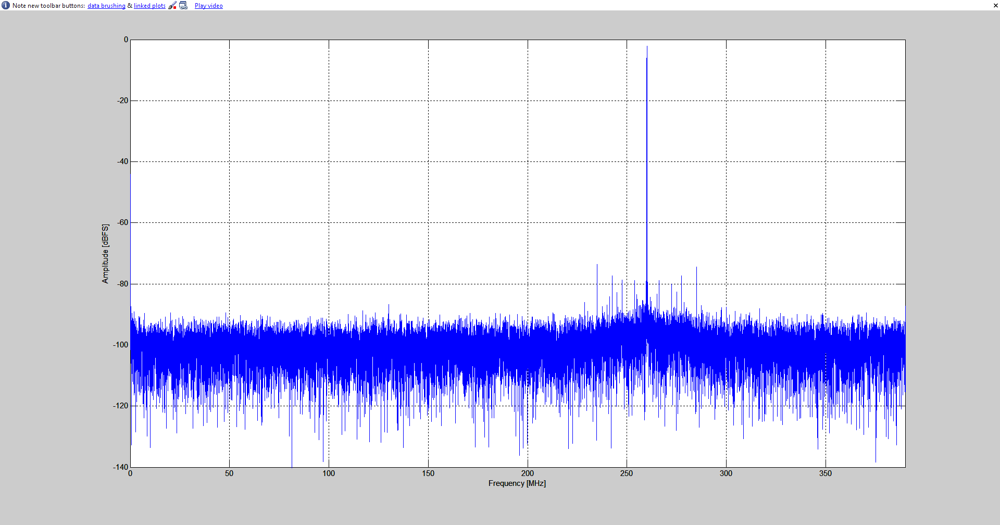 Note new toolbar buttons: data brushing & linked plots Play video
0
-20
-40
-60
-80
-100
-120
-140
Amplitude [dBFS]
0 50 100 150 200 250 300 350
Frequency [MHz]